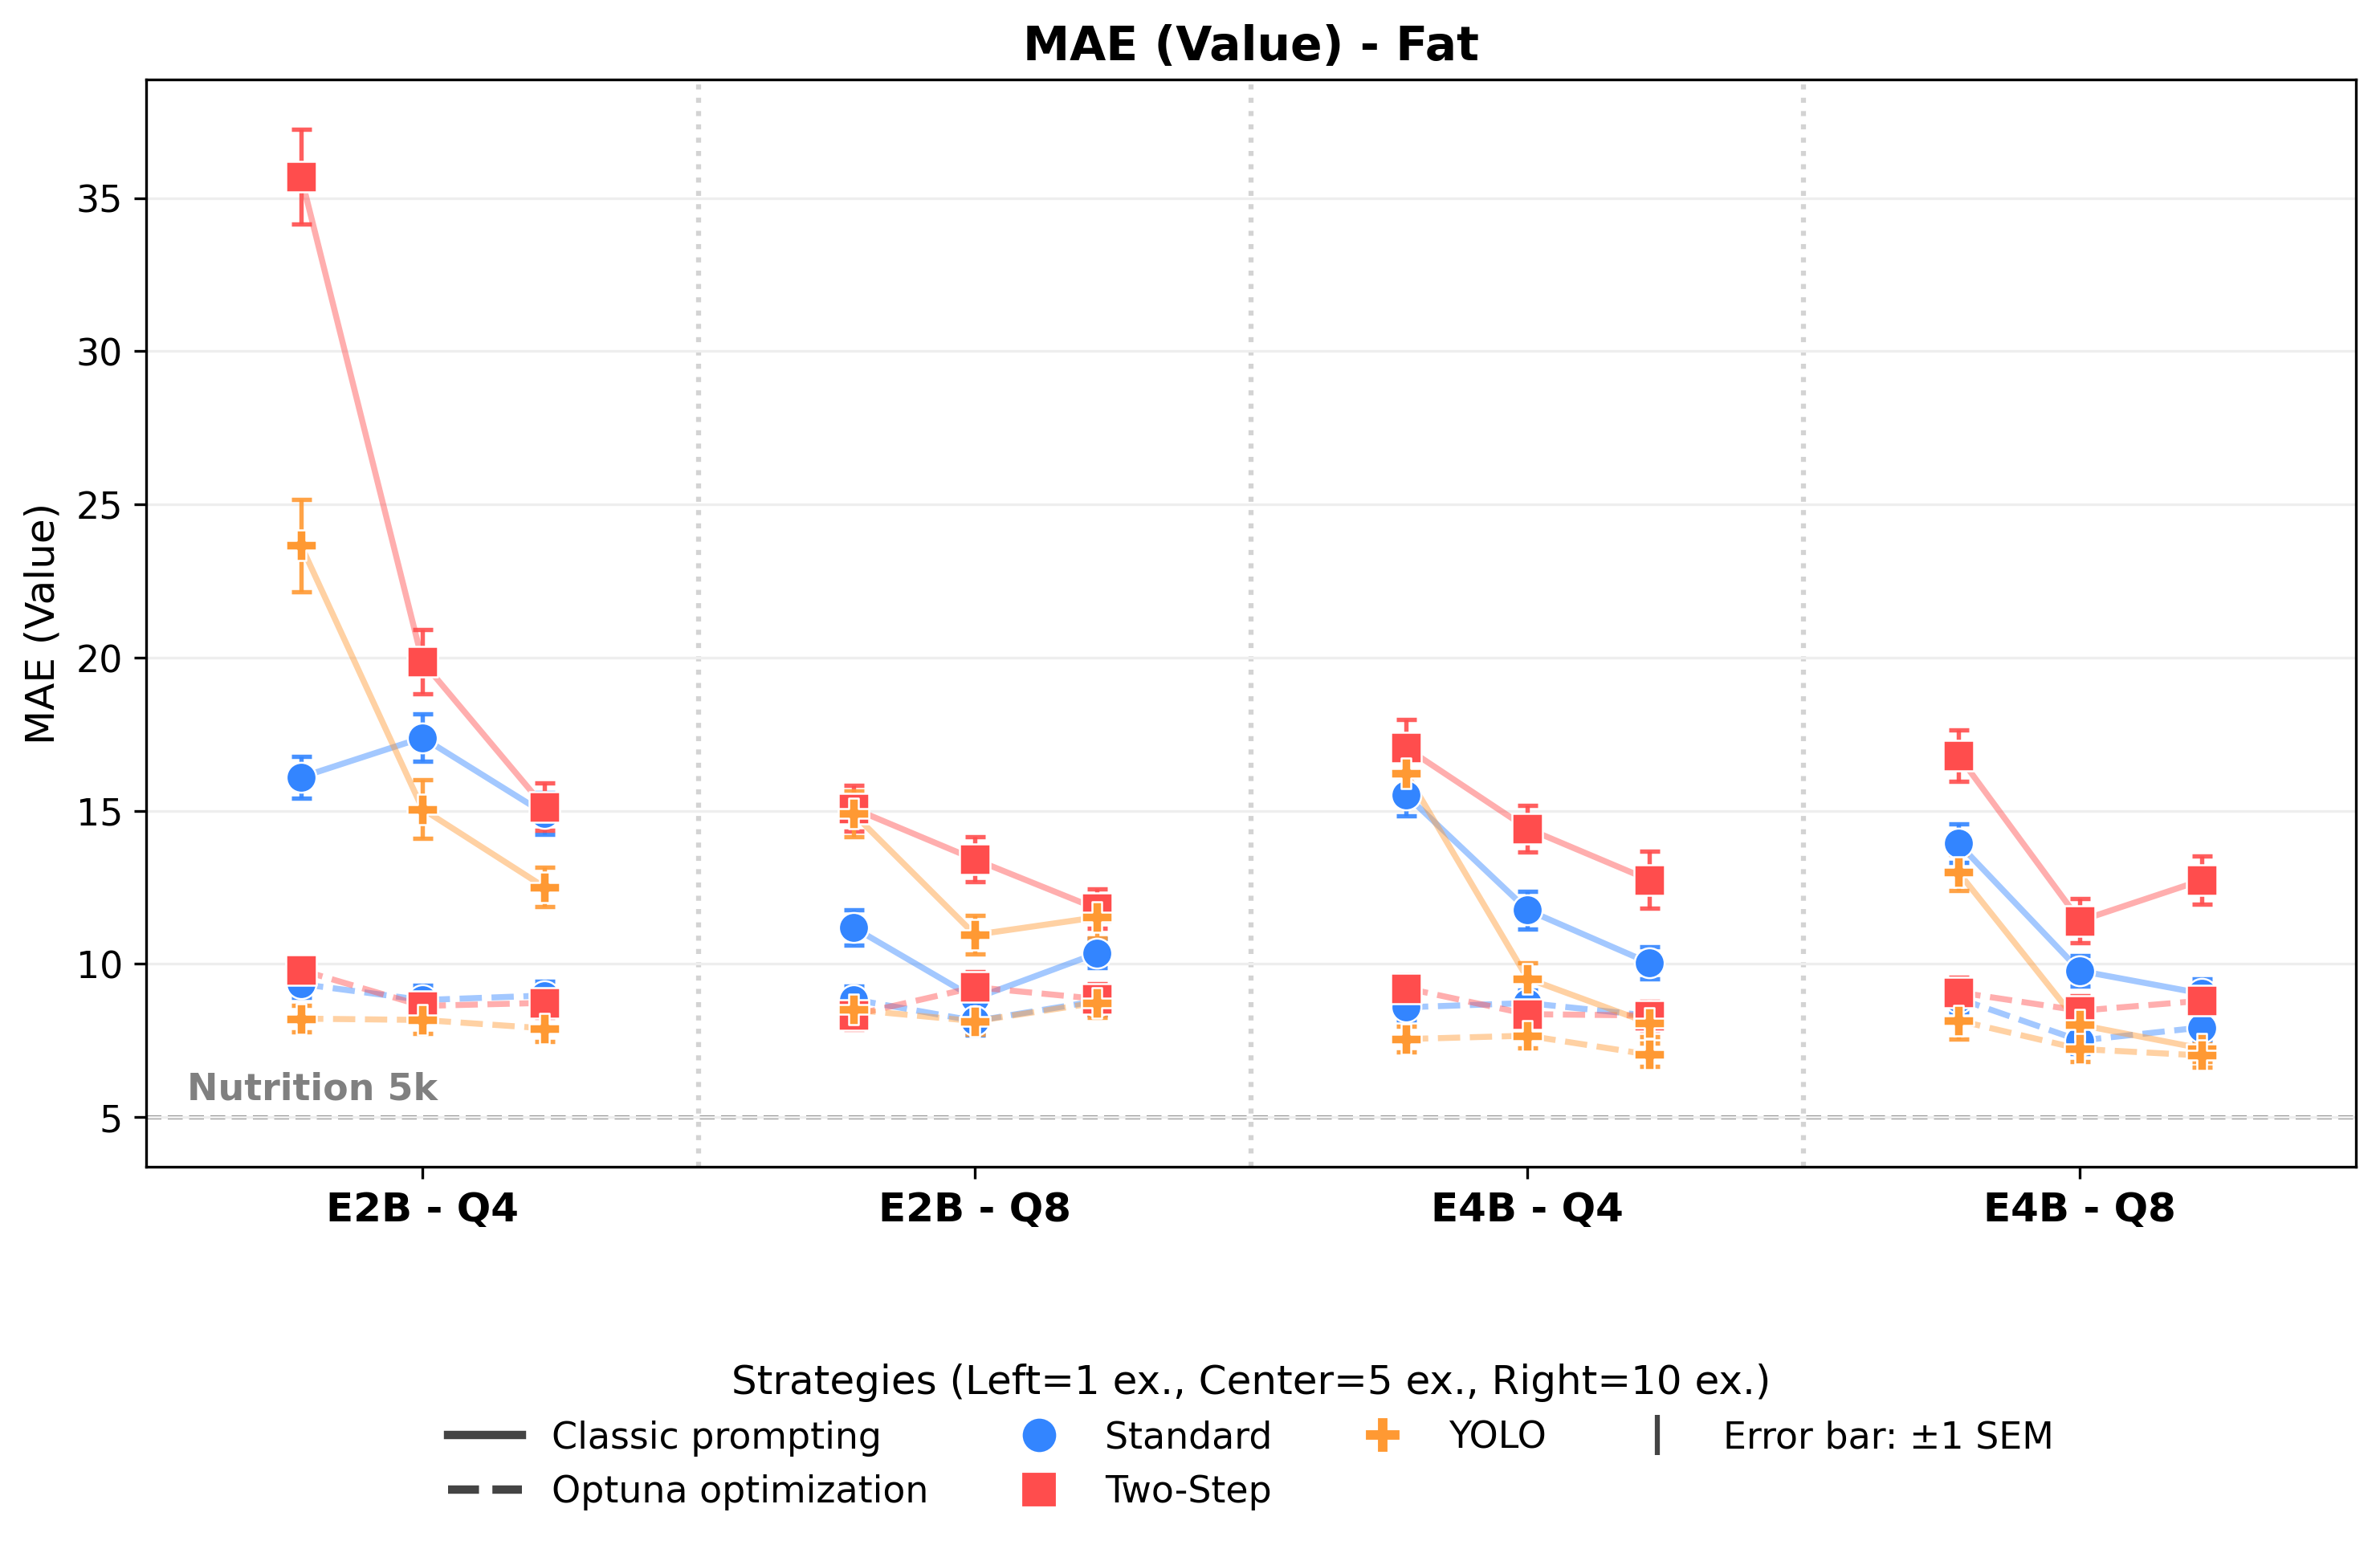 MAE (Value) - Fat
MAE (Value)
35
30
25
20
15
10
5
Nutrition 5k
E2B - Q4
E2B - Q8
E4B - Q4
E4B - Q8
Strategies (Left=1 ex., Center=5 ex., Right=10 ex.)
Classic prompting
Standard
YOLO
Error bar: ±1 SEM
Optuna optimization
Two-Step